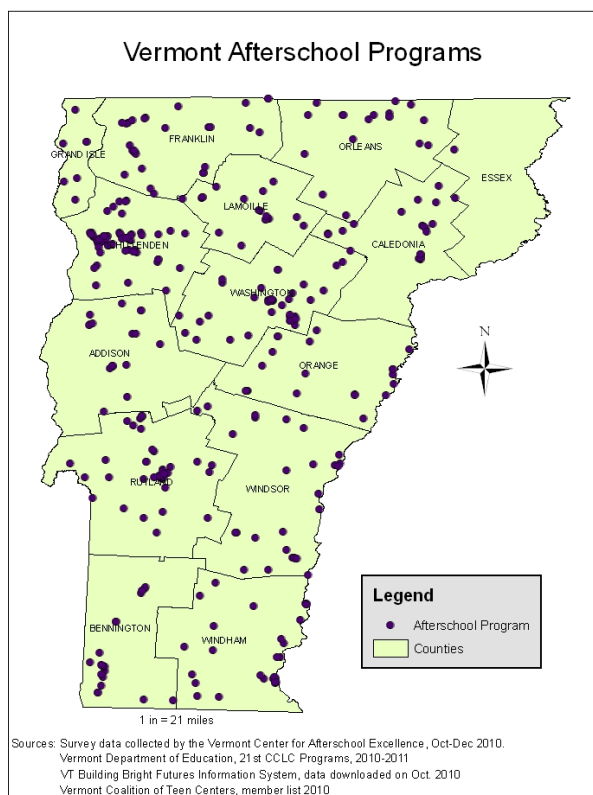 Vermont Afterschool Programs
GRAND ISLE
FRANKLIN
ORLEANS
ESSEX
LAMOILLE
CHITTENDEN
CALEDONIA
WASHINGTON
ADDISON
ORANGE
N
RUTLAND
WINDSOR
BENNINGTON
WINDHAM
Legend
Afterschool Program
Counties
1 in = 21 miles
Sources: Survey data collected by the Vermont Center for Afterschool Excellence, Oct-Dec 2010.
Vermont Department of Education, 21st CCLC Programs, 2010-2011
VT Building Bright Futures Information System, data downloaded on Oct. 2010
Vermont Coalition of Teen Centers, member list 2010